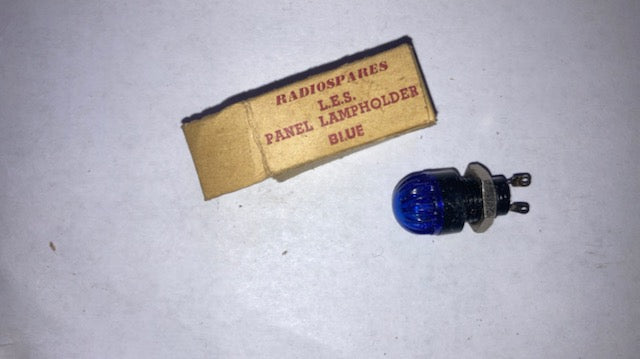 RADIOSPARES
L.E.S.
PANEL LAMPHOLDER
BLUE